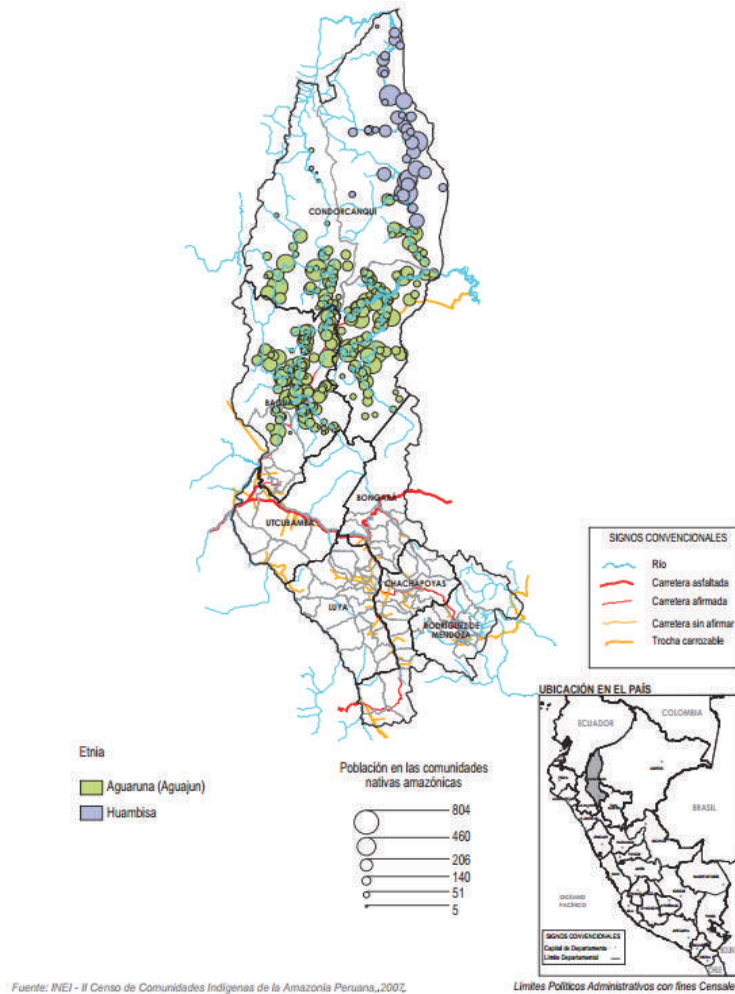 CONDORCANQUI
BAGUA
BONGARÁ
UTCUBAMBA
CHACHAPOYAS
LUYA
RODRÍGUEZ DE
MENDOZA
SIGNOS CONVENCIONALES
Río
Carretera asfaltada
Carretera afirmada
Carretera sin afirmar
Trocha carrozable
UBICACIÓN EN EL PAÍS
COLOMBIA
ECUADOR
BRASIL
OCÉANO
PACÍFICO
CHILE
SIGNOS CONVENCIONALES
Capital de Departamento
Límite Departamental
Etnia
Aguaruna (Aguajun)
Huambisa
Población en las comunidades
nativas amazónicas
804
460
206
140
51
5
Fuente: INEI - II Censo de Comunidades Indígenas de la Amazonia Peruana,,2007,
Límites Políticos Administrativos con fines Censale